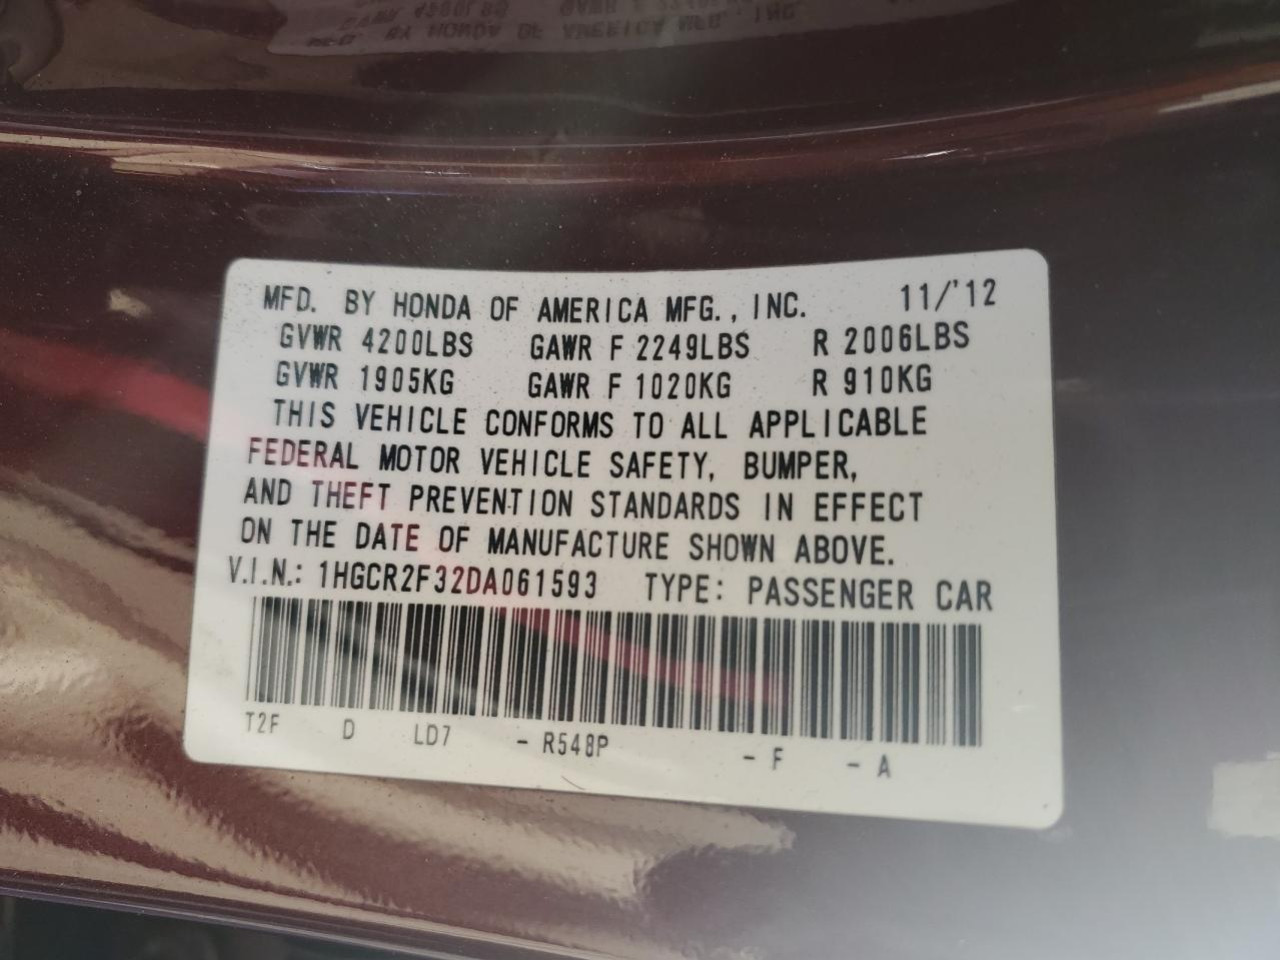 MFD. BY HONDA OF AMERICA MFG., INC. 11/'12
GVWR 4200LBS GAWR F 2249LBS R 2006LBS
GVWR 1905KG GAWR F 1020KG R 910KG
THIS VEHICLE CONFORMS TO ALL APPLICABLE
FEDERAL MOTOR VEHICLE SAFETY, BUMPER,
AND THEFT PREVENTION STANDARDS IN EFFECT
ON THE DATE OF MANUFACTURE SHOWN ABOVE.
V.I.N.: 1HGCR2F32DA061593 TYPE: PASSENGER CAR
T2F D LD7 - R548P - F - A